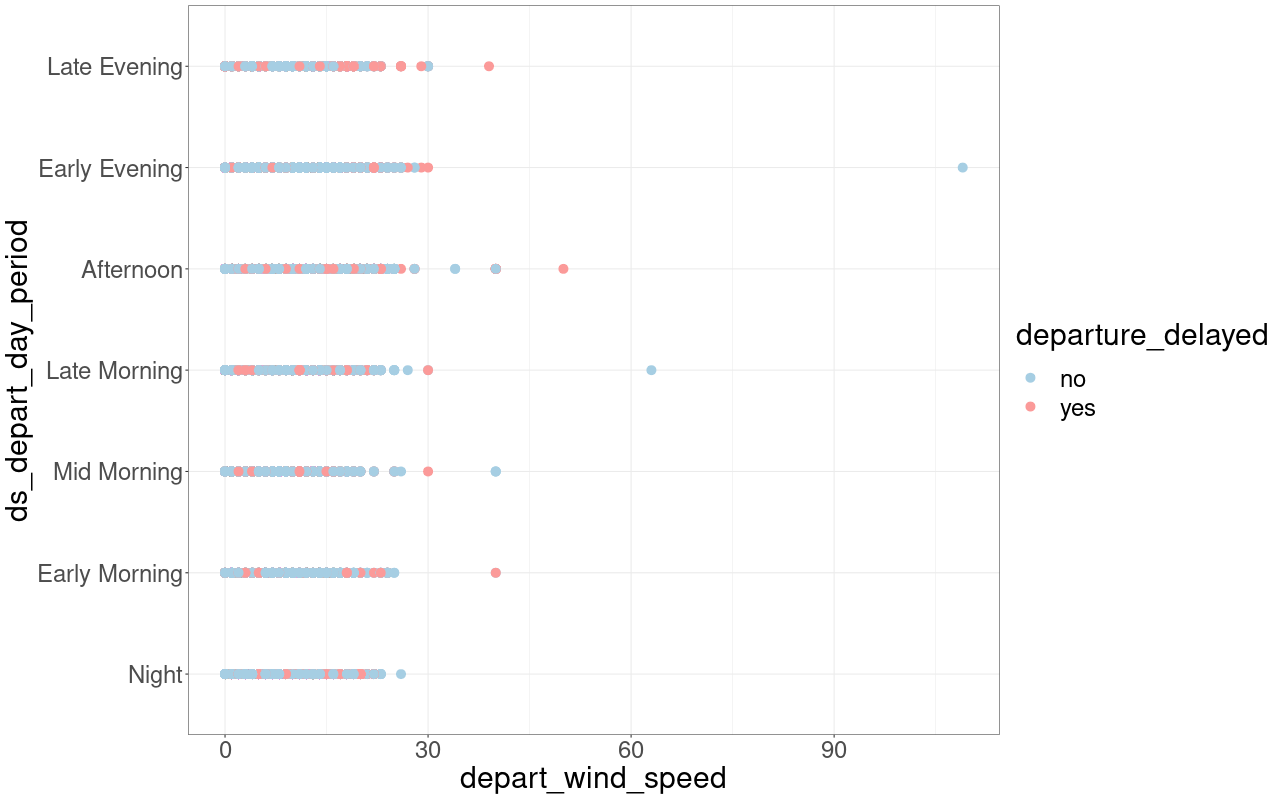 Late Evening
Early Evening
Afternoon
Late Morning
Mid Morning
Early Morning
Night
ds_depart_day_period
0 30 60 90
depart_wind_speed
departure_delayed
no
yes